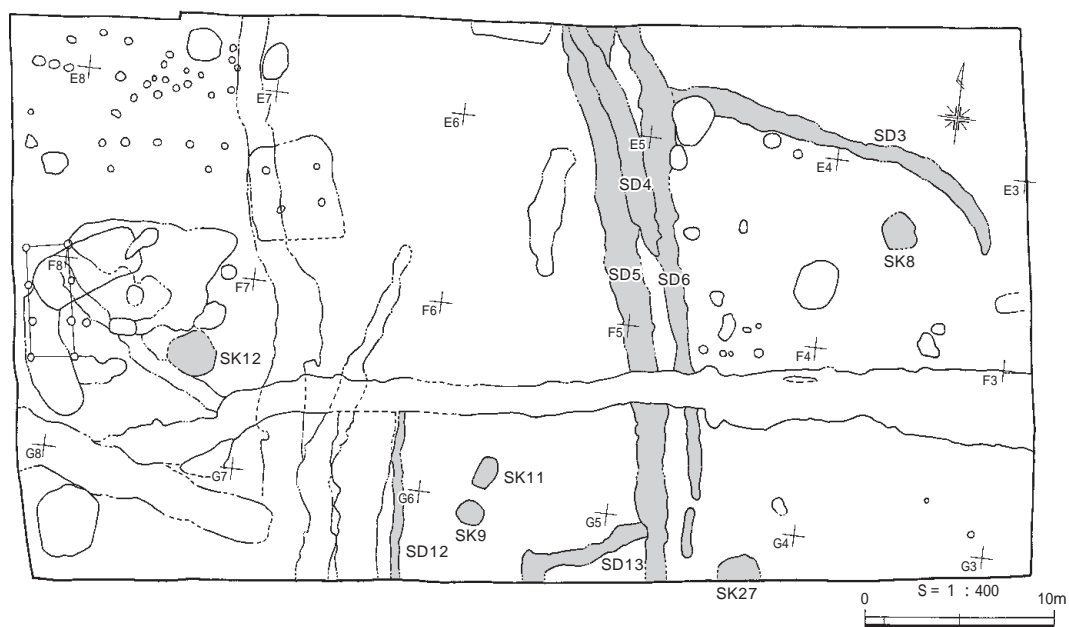 E8
E7
E6
E5
SD3
E4
E3
SD4
SK8
F8
F7
SD5
SD6
F6
F5
SK12
F4
F3
G8
G7
SK11
G6
SK9
G5
G4
SD12
SD13
G3
SK27
S = 1 : 400
0 10m